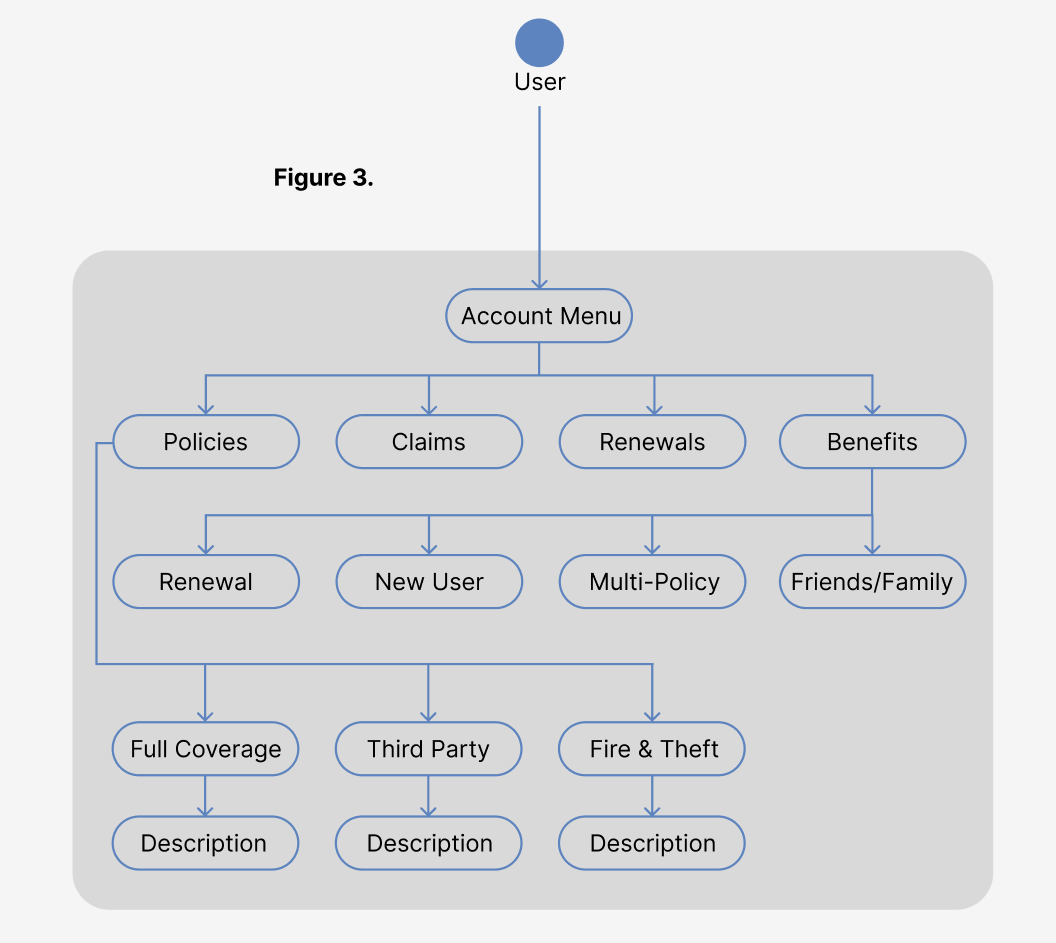 User
Figure 3.
Account Menu
Policies
Claims
Renewals
Benefits
Renewal
New User
Multi-Policy
Friends/Family
Full Coverage
Third Party
Fire & Theft
Description
Description
Description